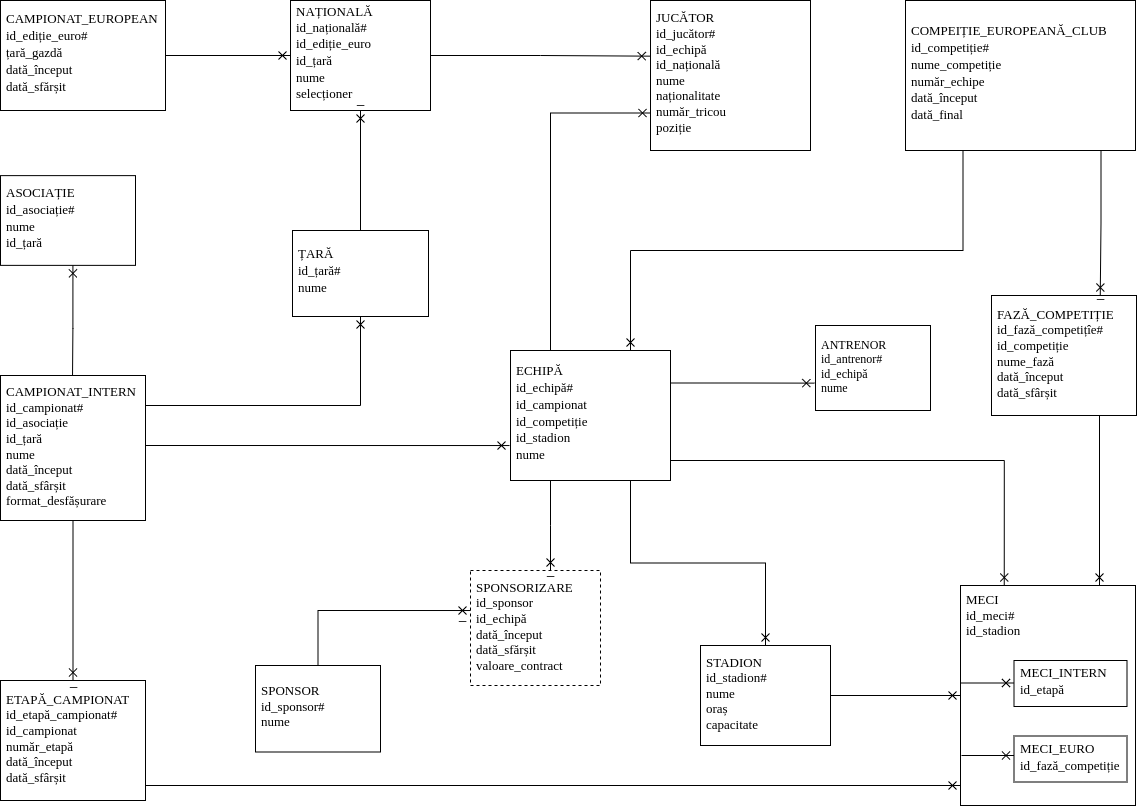 CAMPIONAT_EUROPEAN
id_ediție_euro#
țară_gazdă
dată_început
dată_sfârșit
NAȚIONALĂ
id_națională#
id_ediție_euro
id_țară
nume
selecționer
JUCĂTOR
id_jucător#
id_echipă
id_națională
nume
naționalitate
număr_tricou
poziție
COMPEIȚIE_EUROPEANĂ_CLUB
id_competiție#
nume_competiție
număr_echipe
dată_început
dată_final
ASOCIAȚIE
id_asociație#
nume
id_țară
ȚARĂ
id_țară#
nume
FAZĂ_COMPETIȚIE
id_fază_competiție#
id_competiție
nume_fază
dată_început
dată_sfârșit
ANTRENOR
id_antrenor#
id_echipă
nume
ECHIPĂ
id_echipă#
id_campionat
id_competiție
id_stadion
nume
CAMPIONAT_INTERN
id_campionat#
id_asociație
id_țară
nume
dată_început
dată_sfârșit
format_desfășurare
SPONSORIZARE
id_sponsor
id_echipă
dată_început
dată_sfărșit
valoare_contract
MECI
id_meci#
id_stadion
MECI_INTERN
id_etapă
MECI_EURO
id_fază_competiție
STADION
id_stadion#
nume
oraș
capacitate
SPONSOR
id_sponsor#
nume
ETAPĂ_CAMPIONAT
id_etapă_campionat#
id_campionat
număr_etapă
dată_început
dată_sfârșit